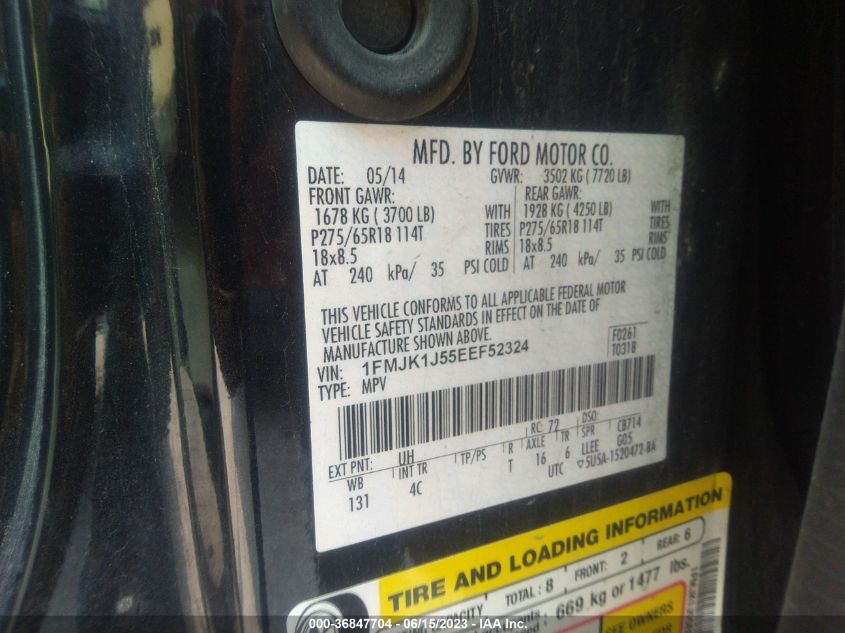 MFD. BY FORD MOTOR CO.
DATE: 05/14 GVWR: 3502 KG ( 7720 LB)
FRONT GAWR: REAR GAWR:
1678 KG ( 3700 LB) WITH 1928 KG ( 4250 LB) WITH
P275/65R18 114T TIRES P275/65R18 114T TIRES
18x8.5 RIMS 18x8.5 RIMS
AT 240 kPa/ 35 PSI COLD AT 240 kPa/ 35 PSI COLD
THIS VEHICLE CONFORMS TO ALL APPLICABLE FEDERAL MOTOR
VEHICLE SAFETY STANDARDS IN EFFECT ON THE DATE OF
MANUFACTURE SHOWN ABOVE.
F0261
VIN: 1FMJK1J55EEF52324
T0318
TYPE: MPV
EXT PNT: UH RC: 72 DSO:
WB INT TR TP/PS R AXLE TR SPR CB714
131 4C T 16 6 LLEE G05
UTC ▽5U5A-1520472-BA
TIRE AND LOADING INFORMATION
TOTAL: 8 FRONT: 2 REAR: 6
669 kg or 1477 lbs.
SEE OWNERS
000-36847704 - 06/15/2023 - © IAA, Inc.